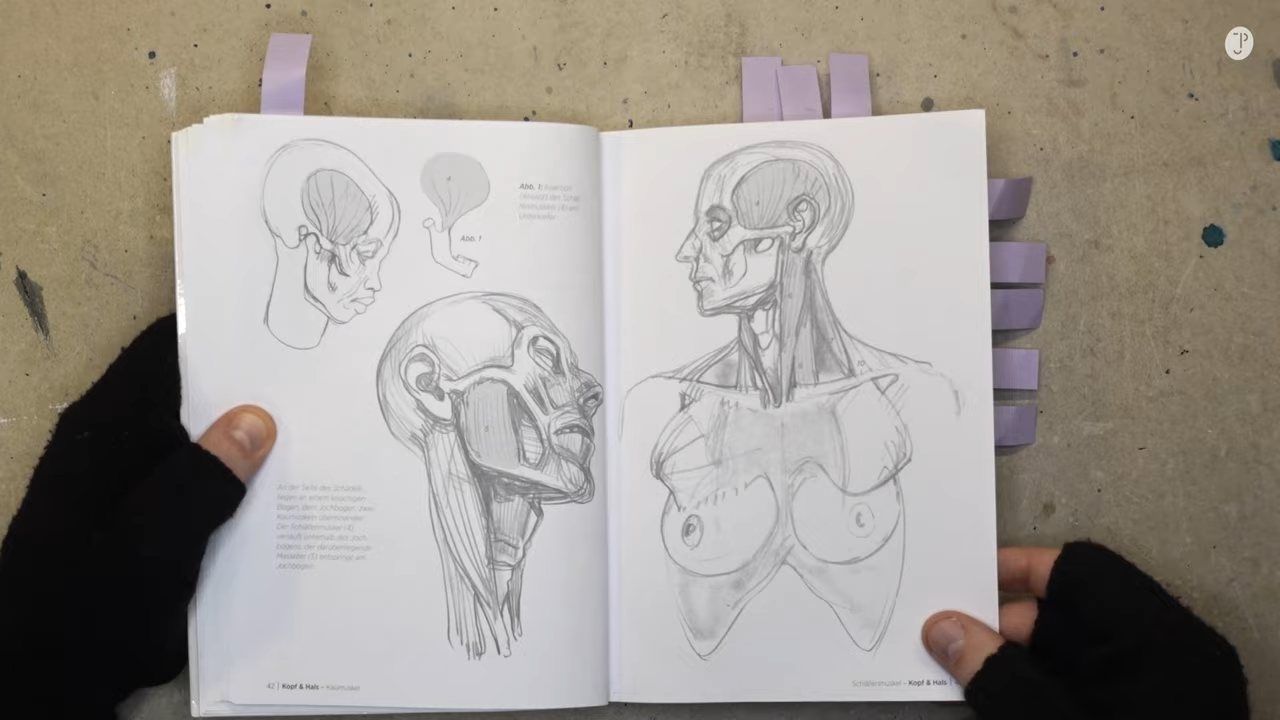 Abb. 1
Abb. 1
An der Seite des Schädels
liegen an einem knochigen
Bogen, dem Jochbogen, zwei
Kaumuskeln übereinander.
Der Schläfenmuskel (4)
verläuft unterhalb des Joch-
bogens, der darüberliegende
Masseter (5) entspringt am
Jochbogen.
42 | Kopf & Hals – Kaumuskel
Schläfenmuskel – Kopf & Hals |